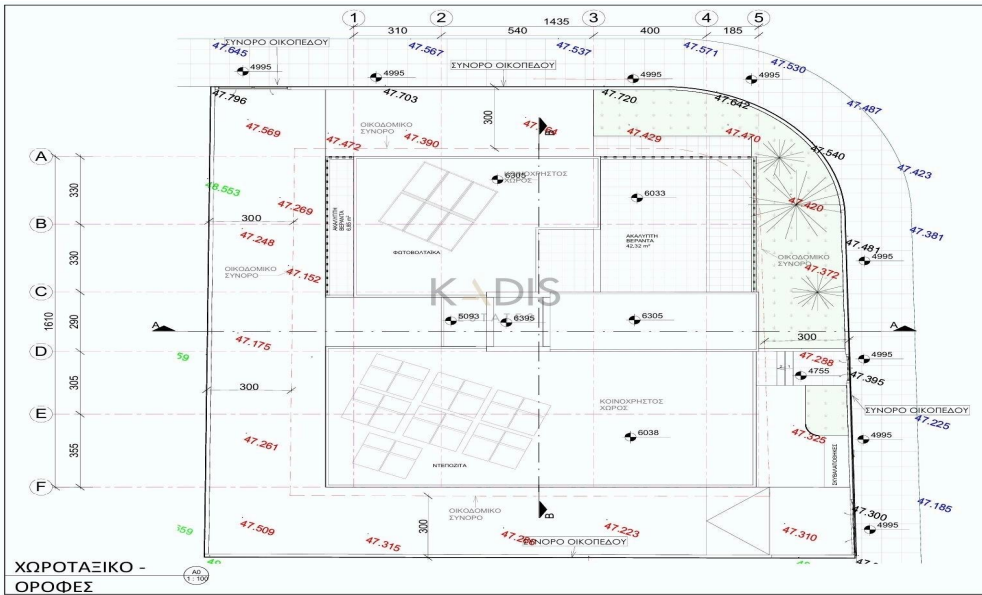 1 2 3 4 5
1435
310 540 400 185
47.645 ΣΥΝΟΡΟ ΟΙΚΟΠΕΔΟΥ 47.567 47.537 47.571 47.530
4995 4995 ΣΥΝΟΡΟ ΟΙΚΟΠΕΔΟΥ 4995 4995
47.796 47.703 47.720 47.642 47.487
47.569 47.472 ΟΙΚΟΔΟΜΙΚΟ
ΣΥΝΟΡΟ
47.390 300 B 47.429 47.470 47.540
A
47.423
330
6305 ΚΟΙΝΟΧΡΗΣΤΟΣ
ΧΩΡΟΣ
6033
300 47.269
ΑΚΑΛΥΠΤΗ
ΒΕΡΑΝΤΑ
47.420
B
47.248
ΑΚΑΛΥΠΤΗ
ΒΕΡΑΝΤΑ
42,32 m²
47.481 47.381
330
ΦΩΤΟΒΟΛΤΑΙΚΑ
ΟΙΚΟΔΟΜΙΚΟ
ΣΥΝΟΡΟ
47.152
ΟΙΚΟΔΟΜΙΚΟ
ΣΥΝΟΡΟ
47.372
4995
C
KADIS
ESTATES
1610
290
A 5093 6395 6305 A
47.175 300
D
59
47.288 4995
4755 47.395
305
300
E
ΚΟΙΝΟΧΡΗΣΤΟΣ
ΧΩΡΟΣ
ΣΥΝΟΡΟ ΟΙΚΟΠΕΔΟΥ
47.225
47.261 6038 47.325 4995
355
ΝΤΕΠΟΖΙΤΑ
ΣΚΥΒΑΛΑΠΟΘΗΚΕΣ
F
ΟΙΚΟΔΟΜΙΚΟ
ΣΥΝΟΡΟ
B
47.185
47.509 300 47.223 47.300
4995
47.315 ΣΥΝΟΡΟ ΟΙΚΟΠΕΔΟΥ 47.310
ΧΩΡΟΤΑΞΙΚΟ -
ΟΡΟΦΕΣ
A0
1 : 100